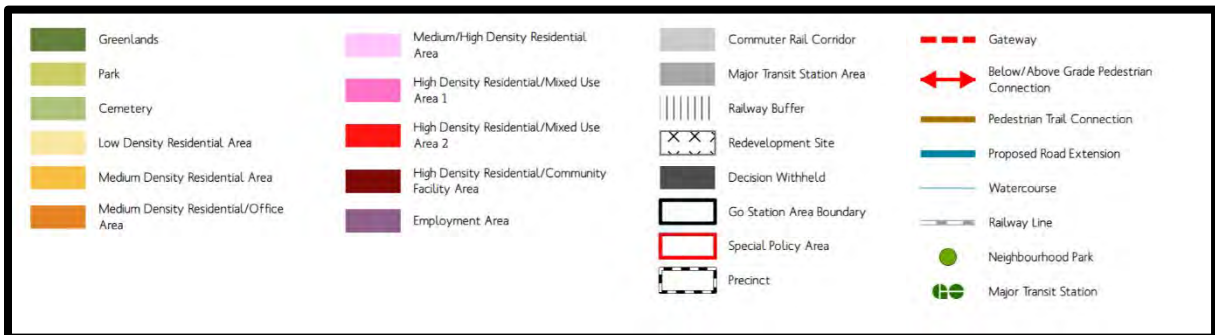 Greenlands
Park
Cemetery
Low Density Residential Area
Medium Density Residential Area
Medium Density Residential/Office
Area
Medium/High Density Residential
Area
High Density Residential/Mixed Use
Area 1
High Density Residential/Mixed Use
Area 2
High Density Residential/Community
Facility Area
Employment Area
Commuter Rail Corridor
Major Transit Station Area
Railway Buffer
Redevelopment Site
Decision Withheld
Go Station Area Boundary
Special Policy Area
Precinct
Gateway
Below/Above Grade Pedestrian
Connection
Pedestrian Trail Connection
Proposed Road Extension
Watercourse
Railway Line
Neighbourhood Park
GO
Major Transit Station